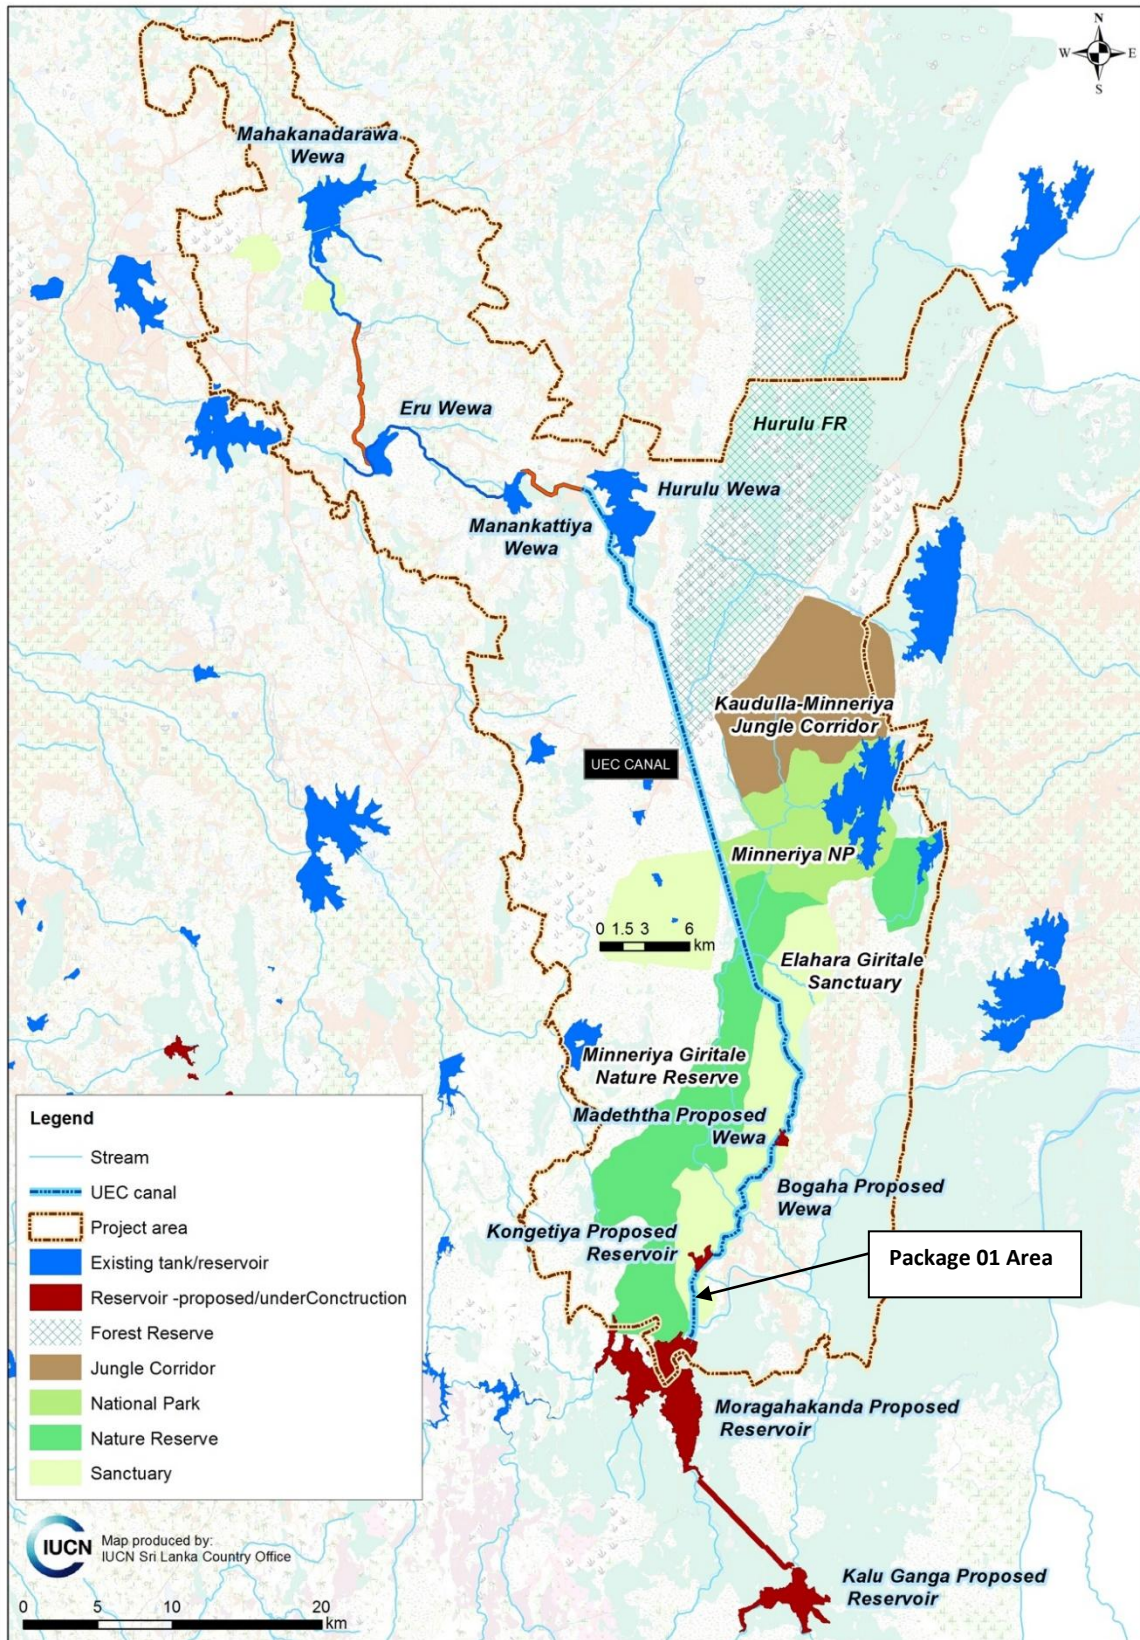 N
W
E
S
Mahakanadarawa
Wewa
Eru Wewa
Hurulu FR
Hurulu Wewa
Manankattiya
Wewa
Kaudulla-Minneriya
Jungle Corridor
UEC CANAL
Minneriya NP
0 1.5 3 6
km
Elahara Giritale
Sanctuary
Minneriya Giritale
Nature Reserve
Madeththa Proposed
Wewa
Bogaha Proposed
Wewa
Kongetiya Proposed
Reservoir
Package 01 Area
Moragahakanda Proposed
Reservoir
Kalu Ganga Proposed
Reservoir
Legend
Stream
UEC canal
Project area
Existing tank/reservoir
Reservoir -proposed/underConctruction
Forest Reserve
Jungle Corridor
National Park
Nature Reserve
Sanctuary
IUCN
Map produced by:
IUCN Sri Lanka Country Office
0 5 10 20
km